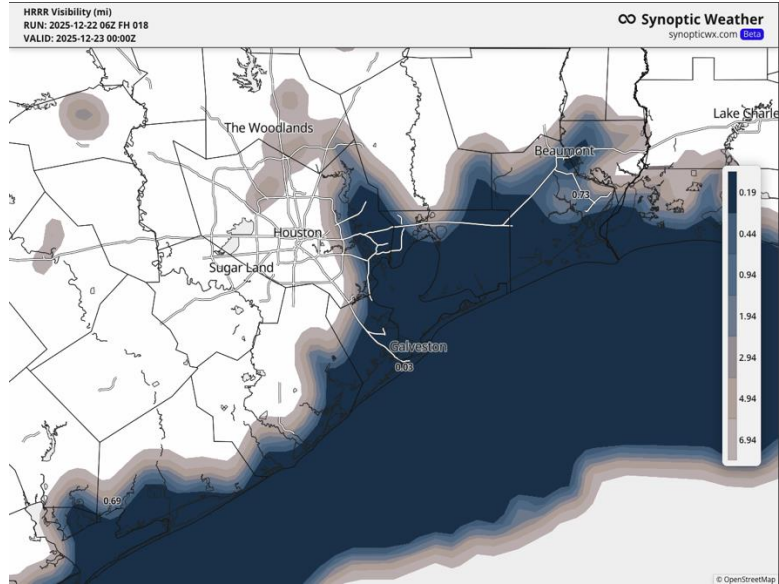 HRRR Visibility (mi)
RUN: 2025-12-22 06Z FH 018
VALID: 2025-12-23 00:00Z
Synoptic Weather
synopticwx.com Beta
The Woodlands
Lake Charle
Beaumont
0.73
Houston
Sugar Land
Galveston
0.03
0.69
0.19
0.44
0.94
1.94
2.94
4.94
6.94
© OpenStreetMap